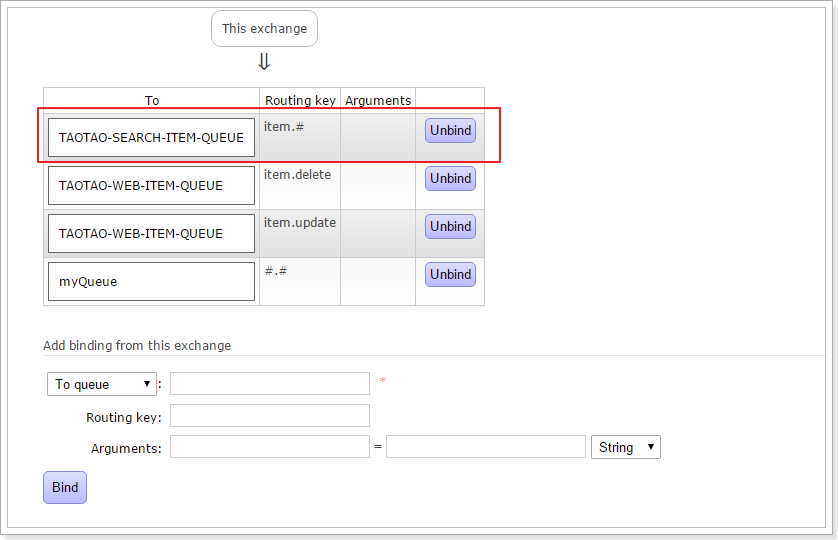 This exchange
⇓
To Routing key Arguments
TAOTAO-SEARCH-ITEM-QUEUE item.# Unbind
TAOTAO-WEB-ITEM-QUEUE item.delete Unbind
TAOTAO-WEB-ITEM-QUEUE item.update Unbind
myQueue #.# Unbind
Add binding from this exchange
To queue ▼ : *
Routing key:
Arguments: = String ▼
Bind